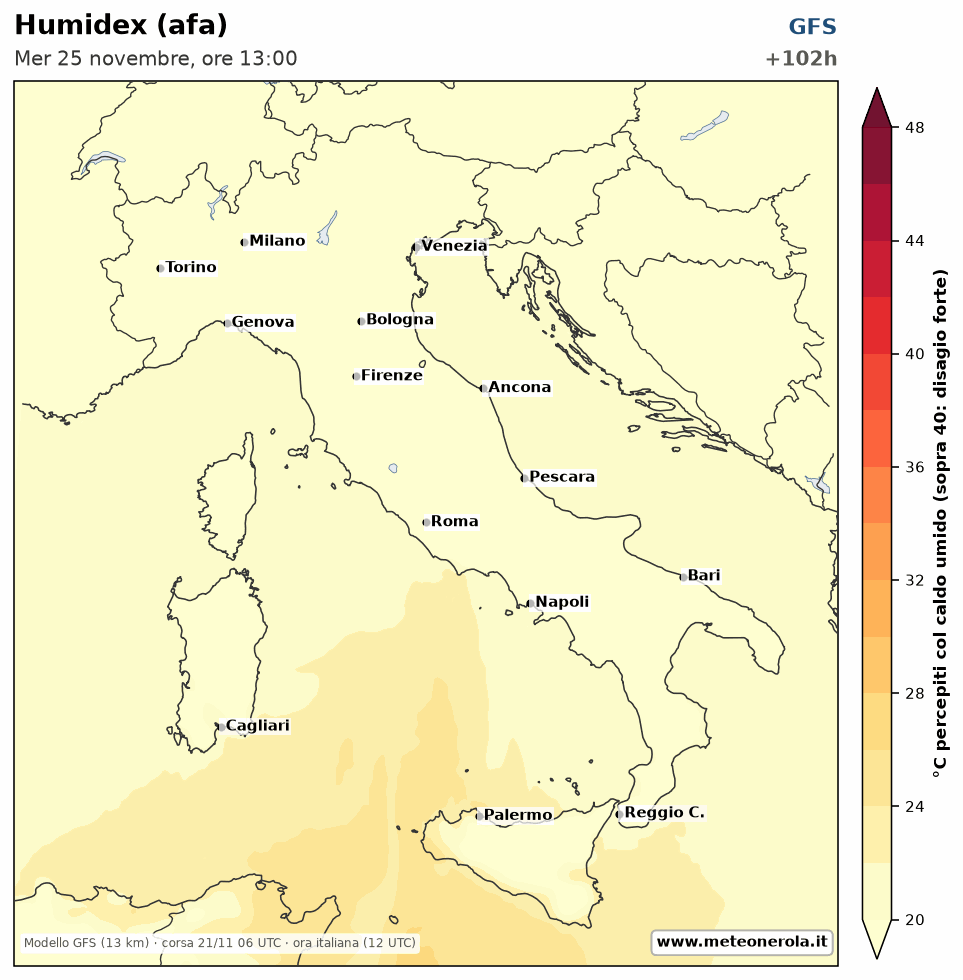 Humidex (afa)
GFS
Mer 25 novembre, ore 13:00
+102h
Milano
Venezia
Torino
Genova
Bologna
Firenze
Ancona
Pescara
Roma
Bari
Napoli
Cagliari
Palermo
Reggio C.
48
44
40
36
32
28
24
20
°C percepiti col caldo umido (sopra 40: disagio forte)
Modello GFS (13 km) · corsa 21/11 06 UTC · ora italiana (12 UTC)
www.meteonerola.it